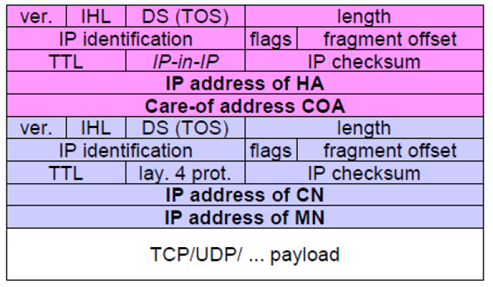 ver. IHL DS (TOS) length
IP identification flags fragment offset
TTL IP-in-IP IP checksum
IP address of HA
Care-of address COA
ver. IHL DS (TOS) length
IP identification flags fragment offset
TTL lay. 4 prot. IP checksum
IP address of CN
IP address of MN
TCP/UDP/ ... payload